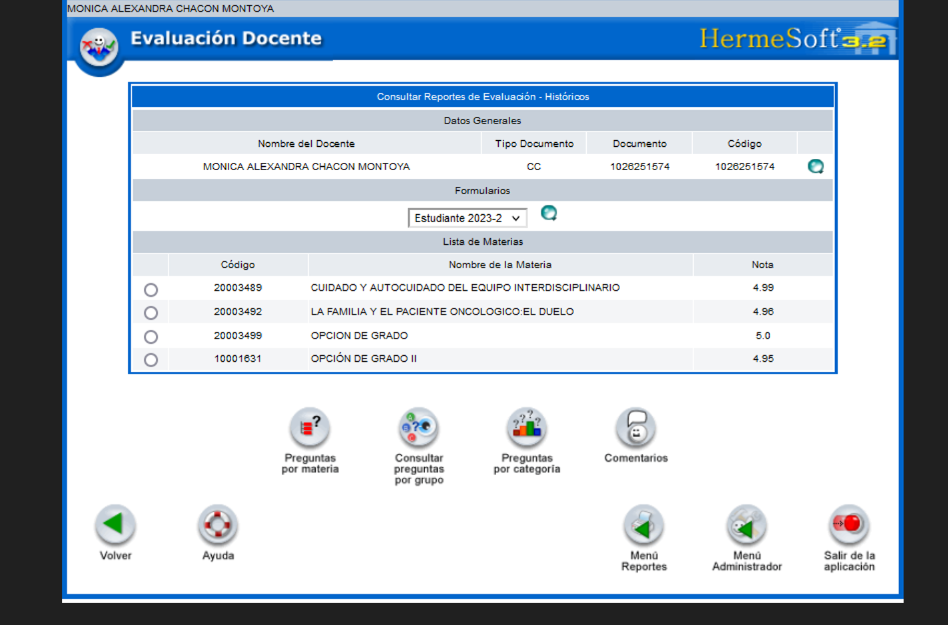 MONICA ALEXANDRA CHACON MONTOYA
Evaluación Docente
HermeSoft 3.2
Consultar Reportes de Evaluación - Históricos
Datos Generales
Nombre del Docente Tipo Documento Documento Código
MONICA ALEXANDRA CHACON MONTOYA CC 1026251574 1026251574
Formularios
Estudiante 2023-2
Lista de Materias
Código Nombre de la Materia Nota
20003489 CUIDADO Y AUTOCUIDADO DEL EQUIPO INTERDISCIPLINARIO 4.99
20003492 LA FAMILIA Y EL PACIENTE ONCOLOGICO:EL DUELO 4.96
20003499 OPCION DE GRADO 5.0
10001631 OPCIÓN DE GRADO II 4.95
Preguntas por materia
Consultar preguntas por grupo
Preguntas por categoría
Comentarios
Volver
Ayuda
Menú Reportes
Menú Administrador
Salir de la aplicación